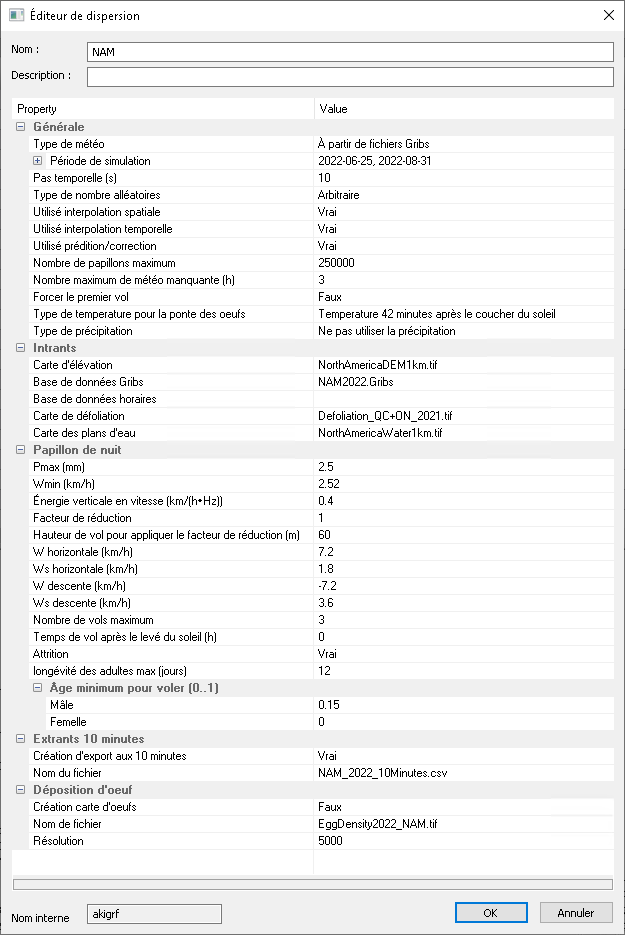 Éditeur de dispersion
Nom :
NAM
Description :
Property Value
Générale
Type de météo À partir de fichiers Gribs
Période de simulation 2022-06-25, 2022-08-31
Pas temporelle (s) 10
Type de nombre alléatoires Arbitraire
Utilisé interpolation spatiale Vrai
Utilisé interpolation temporelle Vrai
Utilisé prédition/correction Vrai
Nombre de papillons maximum 250000
Nombre maximum de météo manquante (h) 3
Forcer le premier vol Faux
Type de temperature pour la ponte des oeufs Temperature 42 minutes après le coucher du soleil
Type de précipitation Ne pas utiliser la précipitation
Intrants
Carte d'élévation NorthAmericaDEM1km.tif
Base de données Gribs NAM2022.Gribs
Base de données horaires
Carte de défoliation Defoliation_QC+ON_2021.tif
Carte des plans d'eau NorthAmericaWater1km.tif
Papillon de nuit
Pmax (mm) 2.5
Wmin (km/h) 2.52
Énergie verticale en vitesse (km/(h•Hz)) 0.4
Facteur de réduction 1
Hauteur de vol pour appliquer le facteur de réduction (m) 60
W horizontale (km/h) 7.2
Ws horizontale (km/h) 1.8
W descente (km/h) -7.2
Ws descente (km/h) 3.6
Nombre de vols maximum 3
Temps de vol après le levé du soleil (h) 0
Attrition Vrai
longévité des adultes max (jours) 12
Âge minimum pour voler (0..1)
Mâle 0.15
Femelle 0
Extrants 10 minutes
Création d'export aux 10 minutes Vrai
Nom du fichier NAM_2022_10Minutes.csv
Déposition d'oeuf
Création carte d'oeufs Faux
Nom de fichier EggDensity2022_NAM.tif
Résolution 5000
Nom interne akigrf
OK Annuler